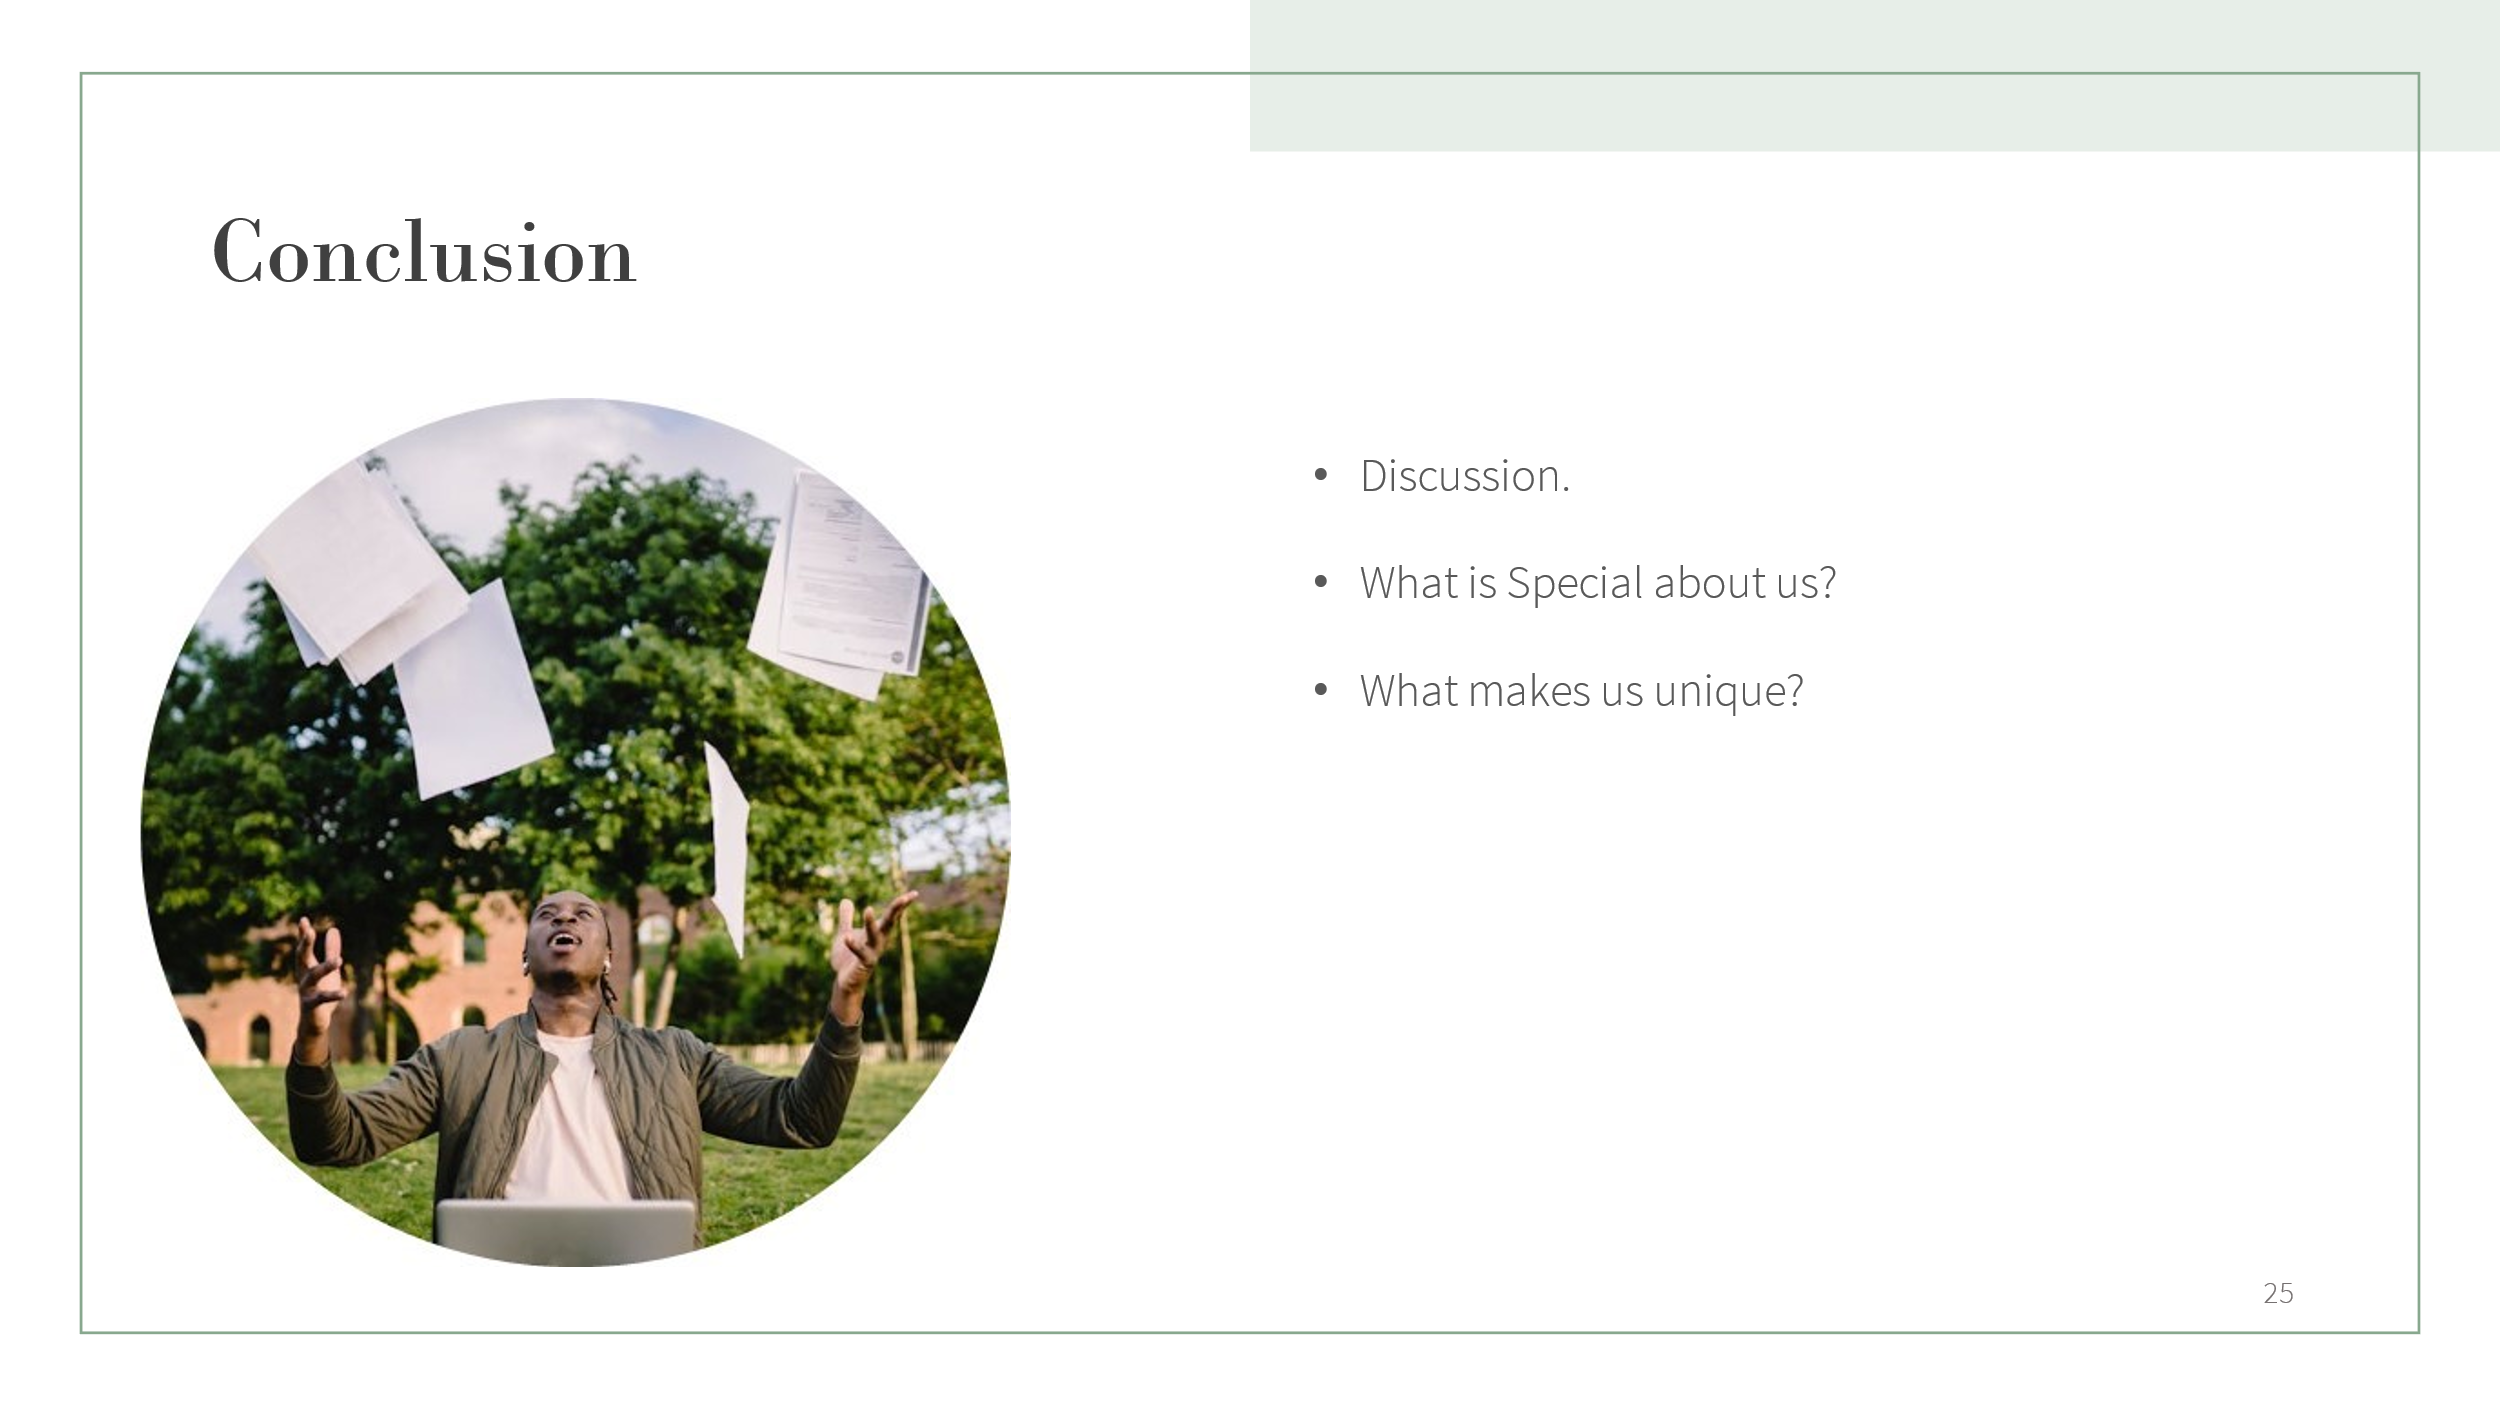 Conclusion
• Discussion.
• What is Special about us?
• What makes us unique?
25